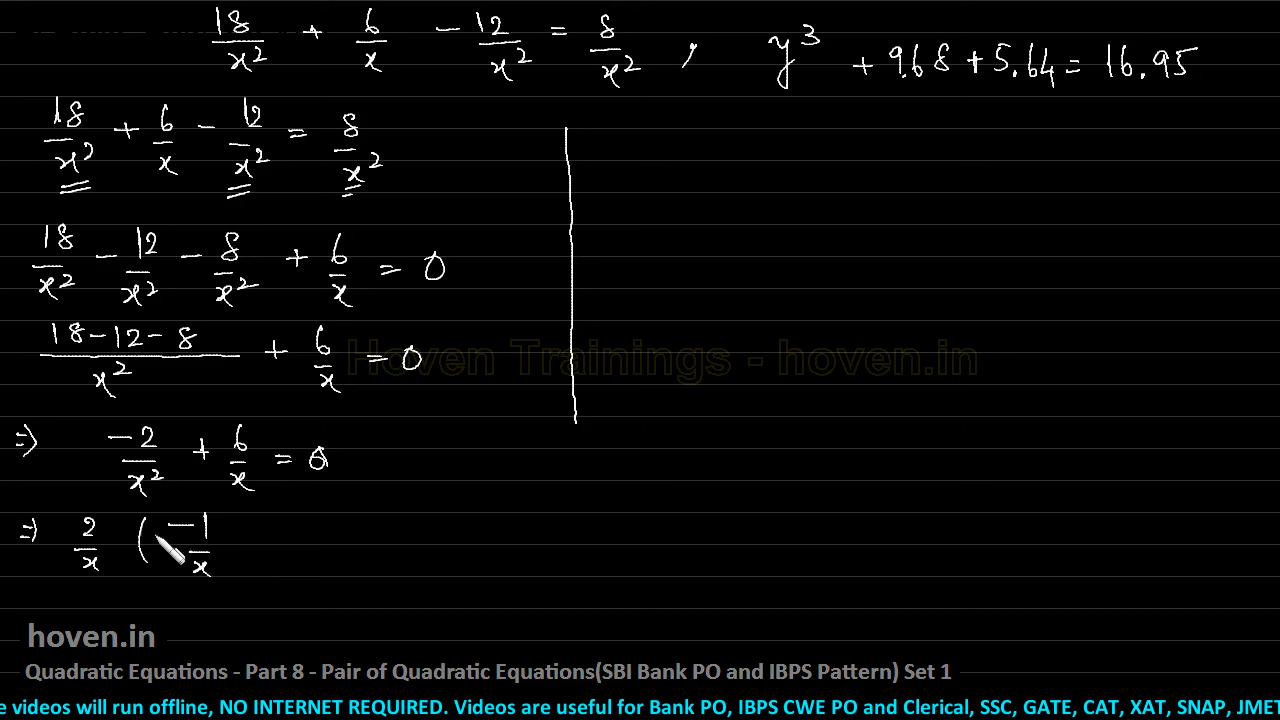 18/x² + 6/x − 12/x² = 8/x² , y³ + 9.68 + 5.64 = 16.95
18/x² + 6/x − 12/x² = 8/x²
18/x² − 12/x² − 8/x² + 6/x = 0
(18 − 12 − 8)/x² + 6/x = 0
Hoven Trainings - hoven.in
⇒ −2/x² + 6/x = 0
⇒ 2/x ( −1/x
hoven.in
Quadratic Equations - Part 8 - Pair of Quadratic Equations(SBI Bank PO and IBPS Pattern) Set 1
e videos will run offline, NO INTERNET REQUIRED. Videos are useful for Bank PO, IBPS CWE PO and Clerical, SSC, GATE, CAT, XAT, SNAP, JMET